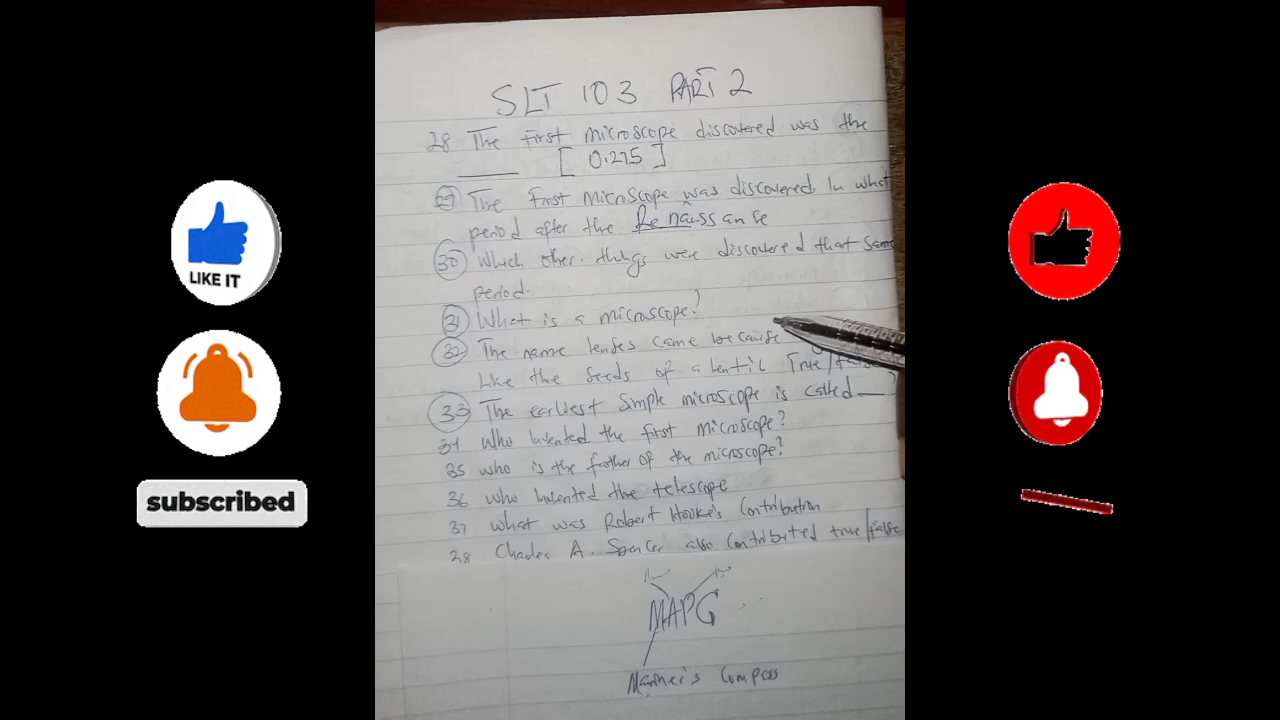 SLT 103 PART 2
28 The first microscope discovered was the
[ 0.275 ]
29 The First Microscope was discovered In what
period after the Renaussanse
30 Which other things were discovered that same
period.
31 What is a microscope?
32 The name lenses came because
Like the seeds of a lentil True/
33 The earliest Simple microscope is called
34 Who Invented the first microscope?
35 who is the father of the microscope?
36 who Invented the telescope
37 what was Robert Hooke's Contribution
38 Charles A. Spencer also contributed true/false
MAPG
Mariner's Compass
LIKE IT
subscribed